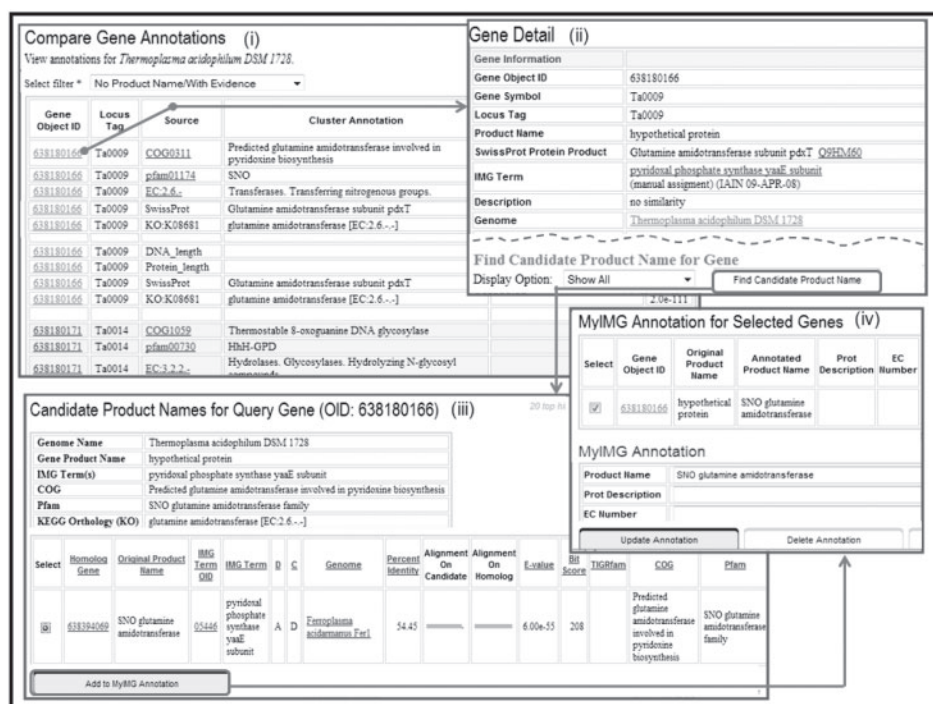 Compare Gene Annotations (i)
View annotations for Thermoplasma acidophilum DSM 1728.
Select filter * No Product Name/With Evidence
Gene Object ID Locus Tag Source Cluster Annotation
638180166 Ta0009 COG0311 Predicted glutamine amidotransferase involved in pyridoxine biosynthesis
638180166 Ta0009 pfam01174 SNO
638180166 Ta0009 EC:2.6.- Transferases. Transferring nitrogenous groups.
638180166 Ta0009 SwissProt Glutamine amidotransferase subunit pdxT
638180166 Ta0009 KO:K08681 glutamine amidotransferase [EC:2.6.-.-]
638180166 Ta0009 DNA_length
638180166 Ta0009 Protein_length
638180166 Ta0009 SwissProt Glutamine amidotransferase subunit pdxT
638180166 Ta0009 KO:K08681 glutamine amidotransferase [EC:2.6.-.-]
2.0e-111
638180171 Ta0014 COG1059 Thermostable 8-oxoguanine DNA glycosylase
638180171 Ta0014 pfam00730 HhH-GPD
638180171 Ta0014 EC:3.2.2.- Hydrolases. Glycosylases. Hydrolyzing N-glycosyl compounds
Gene Detail (ii)
Gene Information
Gene Object ID 638180166
Gene Symbol Ta0009
Locus Tag Ta0009
Product Name hypothetical protein
SwissProt Protein Product Glutamine amidotransferase subunit pdxT Q9HM60
IMG Term pyridoxal phosphate synthase yaaE subunit
(manual assigment) (IAIN 09-APR-08)
Description no similarity
Genome Thermoplasma acidophilum DSM 1728
Find Candidate Product Name for Gene
Display Option: Show All Find Candidate Product Name
Candidate Product Names for Query Gene (OID: 638180166) (iii)
20 top hi
Genome Name Thermoplasma acidophilum DSM 1728
Gene Product Name hypothetical protein
IMG Term(s) pyridoxal phosphate synthase yaaE subunit
COG Predicted glutamine amidotransferase involved in pyridoxine biosynthesis
Pfam SNO glutamine amidotransferase family
KEGG Orthology (KO) glutamine amidotransferase [EC:2.6.-.-]
Select Homolog Gene Original Product Name IMG Term OID IMG Term D C Genome Percent Identity Alignment On Candidate Alignment On Homolog E-value Bit Score TIGRfam COG Pfam
638394069 SNO glutamine amidotransferase 05446 pyridoxal phosphate synthase yaaE subunit A D Ferroplasma acidarmanus Fer1 54.45 6.00e-55 208 Predicted glutamine amidotransferase involved in pyridoxine biosynthesis SNO glutamine amidotransferase family
Add to MyIMG Annotation
MyIMG Annotation for Selected Genes (iv)
Select Gene Object ID Original Product Name Annotated Product Name Prot Description EC Number
638180166 hypothetical protein SNO glutamine amidotransferase
MyIMG Annotation
Product Name SNO glutamine amidotransferase
Prot Description
EC Number
Update Annotation Delete Annotation